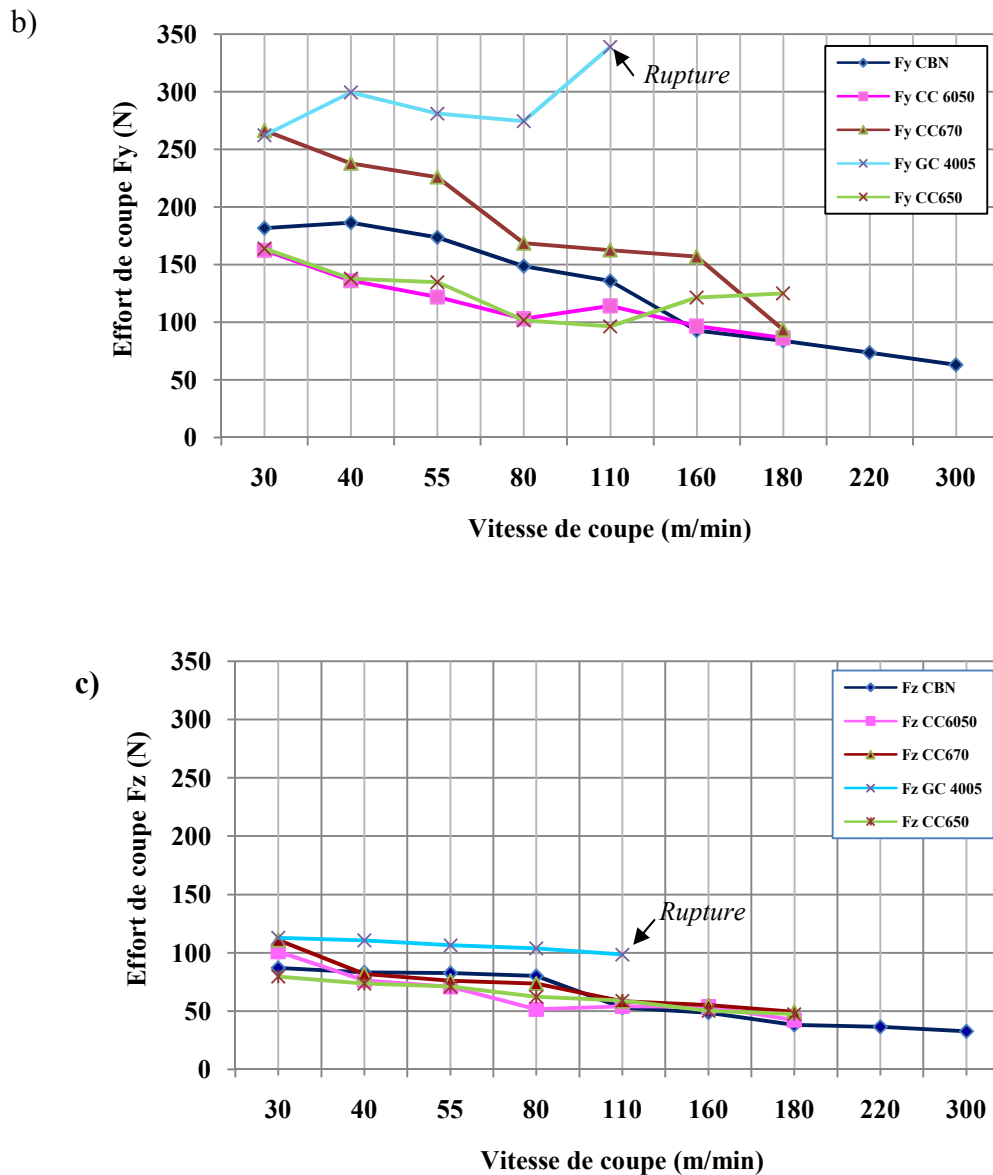 b)
350
300
250
200
150
100
50
0
Effort de coupe Fy (N)
Rupture
Fy CBN
Fy CC 6050
Fy CC670
Fy GC 4005
Fy CC650
30 40 55 80 110 160 180 220 300
Vitesse de coupe (m/min)
c)
350
300
250
200
150
100
50
0
Effort de coupe Fz (N)
Rupture
Fz CBN
Fz CC6050
Fz CC670
Fz GC 4005
Fz CC650
30 40 55 80 110 160 180 220 300
Vitesse de coupe (m/min)